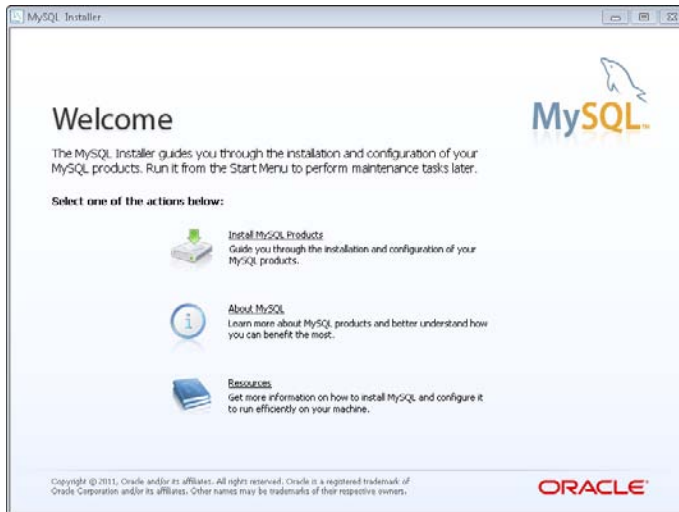 MySQL Installer
MySQL™
Welcome
The MySQL Installer guides you through the installation and configuration of your
MySQL products. Run it from the Start Menu to perform maintenance tasks later.
Select one of the actions below:
Install MySQL Products
Guide you through the installation and configuration of your
MySQL products.
About MySQL
Learn more about MySQL products and better understand how
you can benefit the most.
Resources
Get more information on how to install MySQL and configure it
to run efficiently on your machine.
Copyright © 2011, Oracle and/or its affiliates. All rights reserved. Oracle is a registered trademark of
Oracle Corporation and/or its affiliates. Other names may be trademarks of their respective owners.
ORACLE